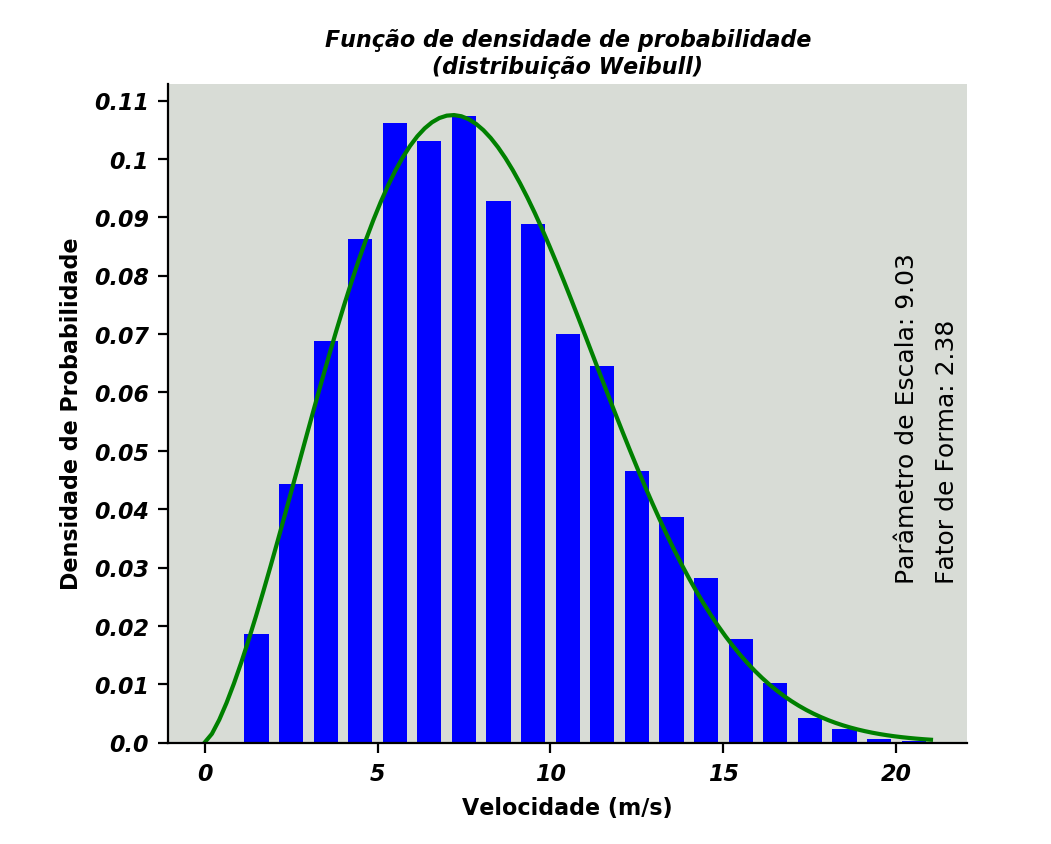 Função de densidade de probabilidade
(distribuição Weibull)
0.11
0.1
0.09
0.08
0.07
0.06
0.05
0.04
0.03
0.02
0.01
0.0
Densidade de Probabilidade
Parâmetro de Escala: 9.03
Fator de Forma: 2.38
0 5 10 15 20
Velocidade (m/s)